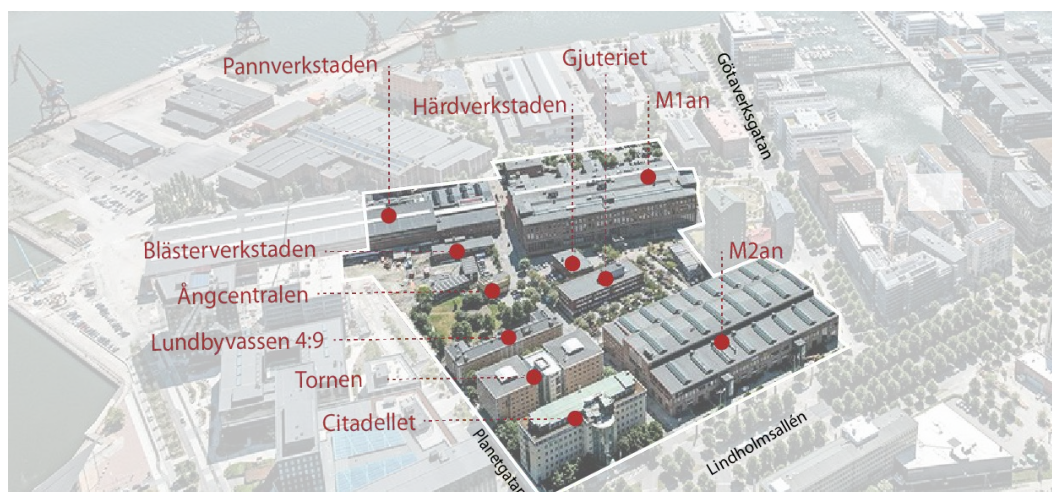 Gjuteriet
Pannverkstaden
Härdverkstaden
M1an
Götaverksgatan
Blästerverkstaden
M2an
Ångcentralen
Lundbyvassen 4:9
Tornen
Citadellet
Planetgatan
Lindholmsallén